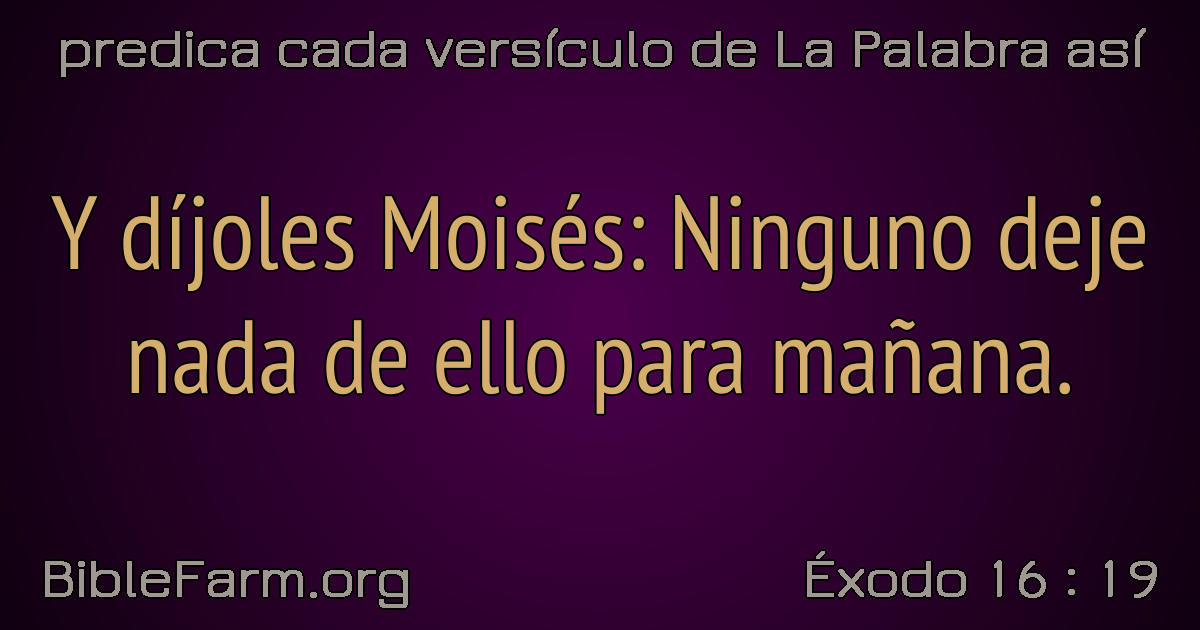 predica cada versículo de La Palabra así
Y díjoles Moisés: Ninguno deje
nada de ello para mañana.
BibleFarm.org
Éxodo 16 : 19